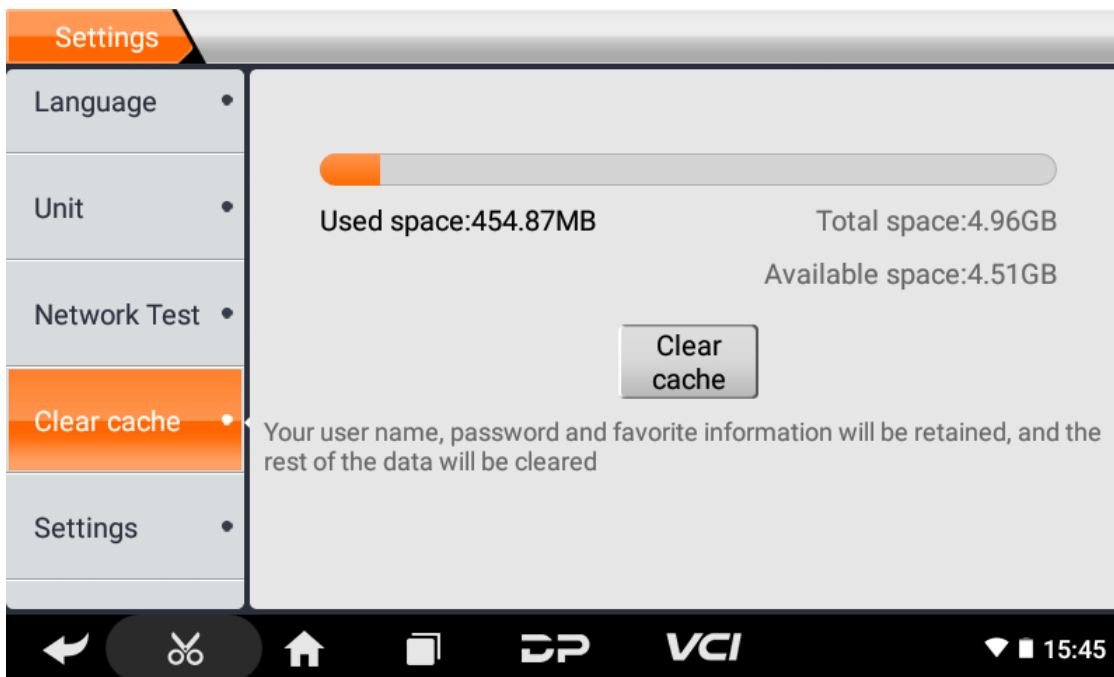 Settings
Language
Unit
Network Test
Clear cache
Settings
Used space:454.87MB
Total space:4.96GB
Available space:4.51GB
Clear
cache
Your user name, password and favorite information will be retained, and the
rest of the data will be cleared
DP
VCI
15:45